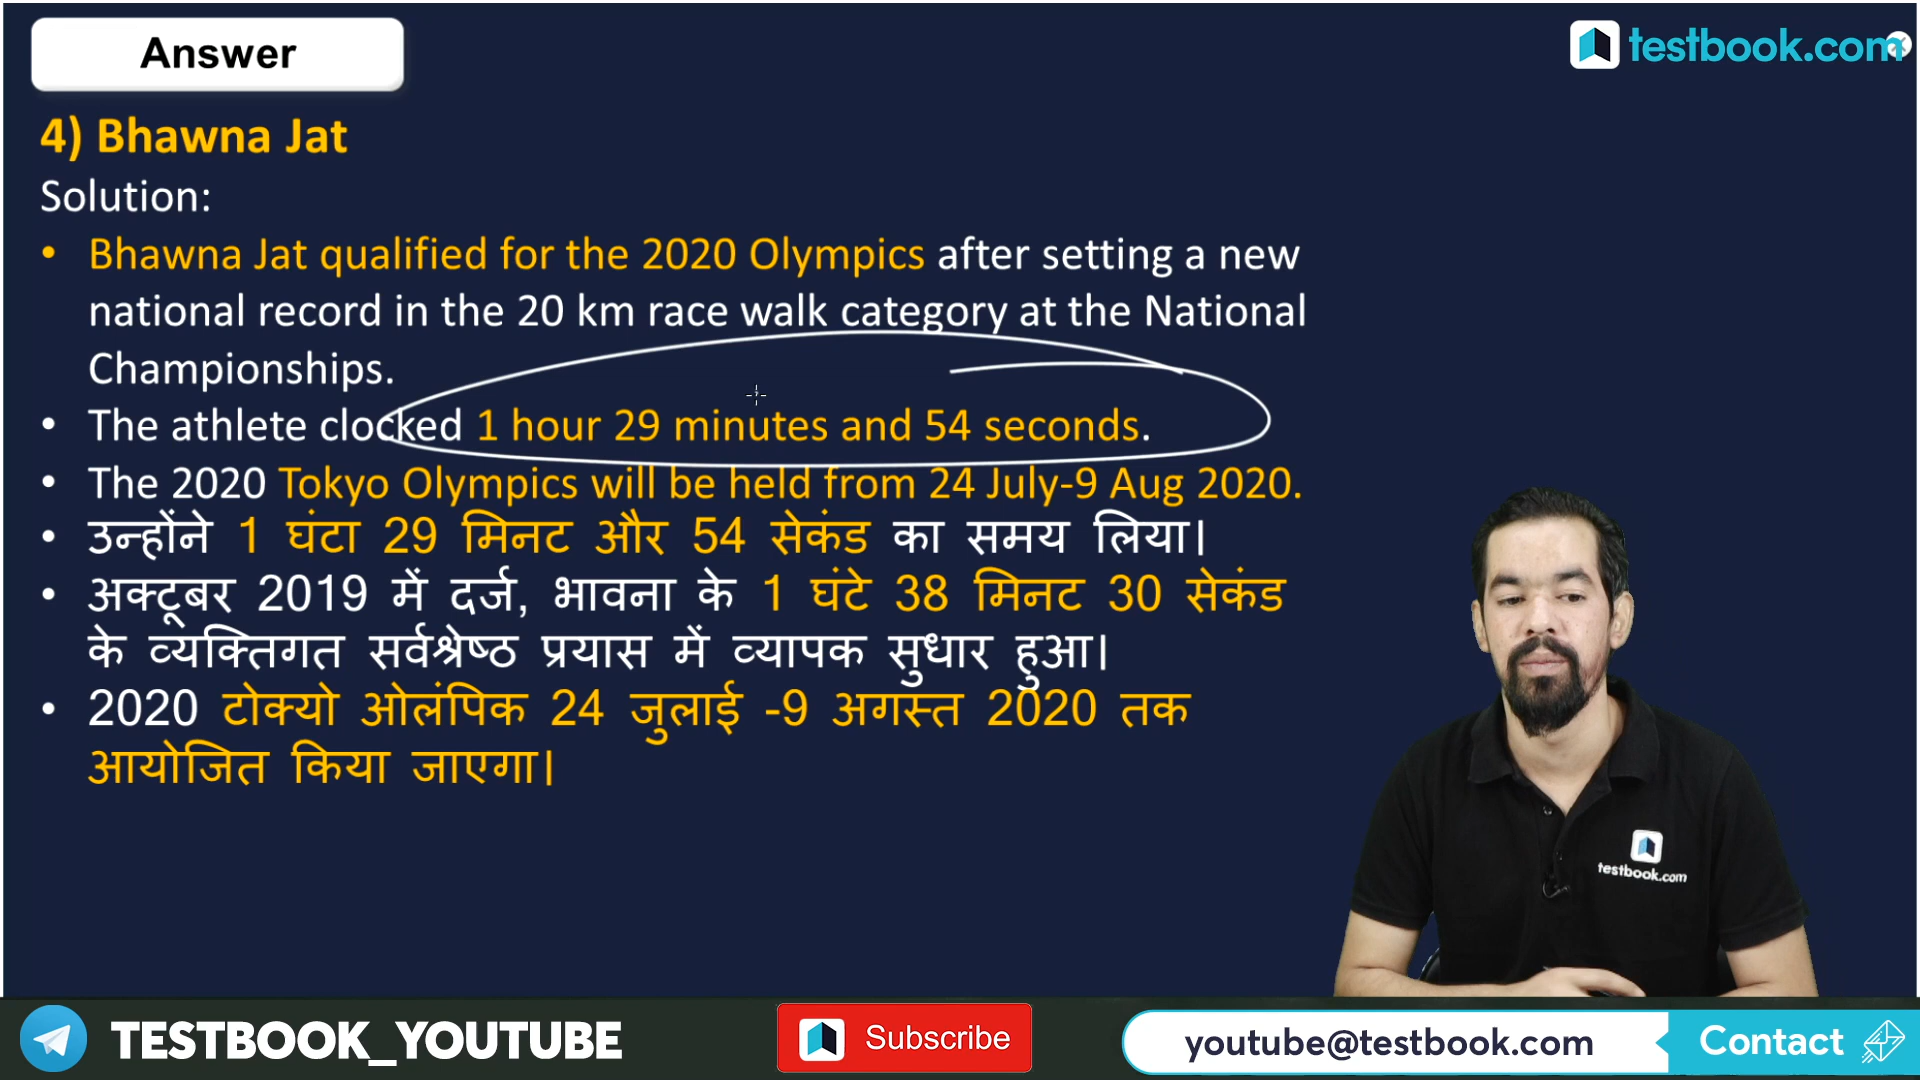 Answer
testbook.com
4) Bhawna Jat
Solution:
• Bhawna Jat qualified for the 2020 Olympics after setting a new
national record in the 20 km race walk category at the National
Championships.
• The athlete clocked 1 hour 29 minutes and 54 seconds.
• The 2020 Tokyo Olympics will be held from 24 July-9 Aug 2020.
• उन्होंने 1 घंटा 29 मिनट और 54 सेकंड का समय लिया।
• अक्टूबर 2019 में दर्ज, भावना के 1 घंटे 38 मिनट 30 सेकंड
के व्यक्तिगत सर्वश्रेष्ठ प्रयास में व्यापक सुधार हुआ।
• 2020 टोक्यो ओलंपिक 24 जुलाई -9 अगस्त 2020 तक
आयोजित किया जाएगा।
testbook.com
TESTBOOK_YOUTUBE
Subscribe
youtube@testbook.com
Contact